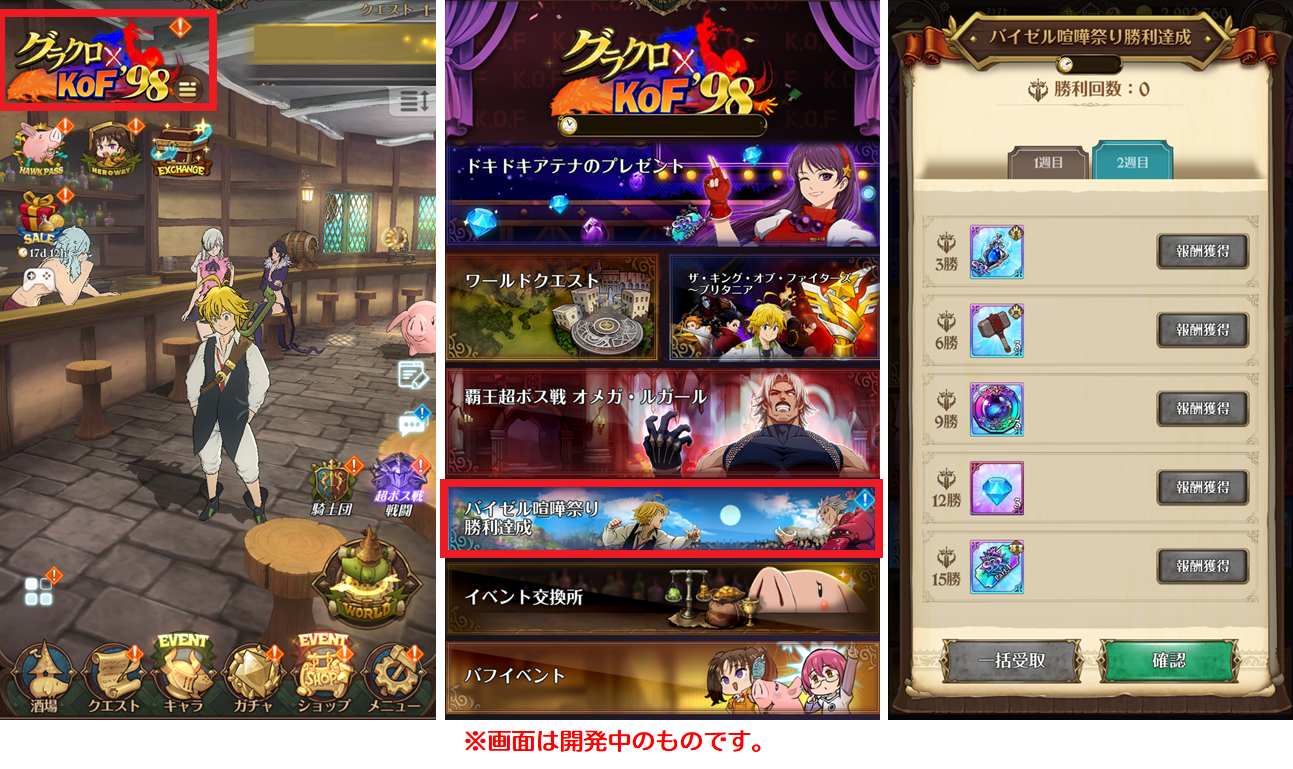 クエスト 1
グラクロ×
KOF'98
HAWK PASS
HERO WAY
EXCHANGE
SALE
17d 12h
騎士団
超ボス戦
戦闘
WORLD
EVENT
EVENT
SHOP
酒場
クエスト
キャラ
ガチャ
ショップ
メニュー
グラクロ×
KOF'98
ドキドキアテナのプレゼント
ワールドクエスト
ザ・キング・オブ・ファイターズ
～ブリタニア
覇王超ボス戦 オメガ・ルガール
バイゼル喧嘩祭り
勝利達成
イベント交換所
バフイベント
バイゼル喧嘩祭り勝利達成
勝利回数：0
1週目
2週目
3勝
報酬獲得
6勝
報酬獲得
9勝
報酬獲得
12勝
3
報酬獲得
15勝
報酬獲得
一括受取
確認
※画面は開発中のものです。